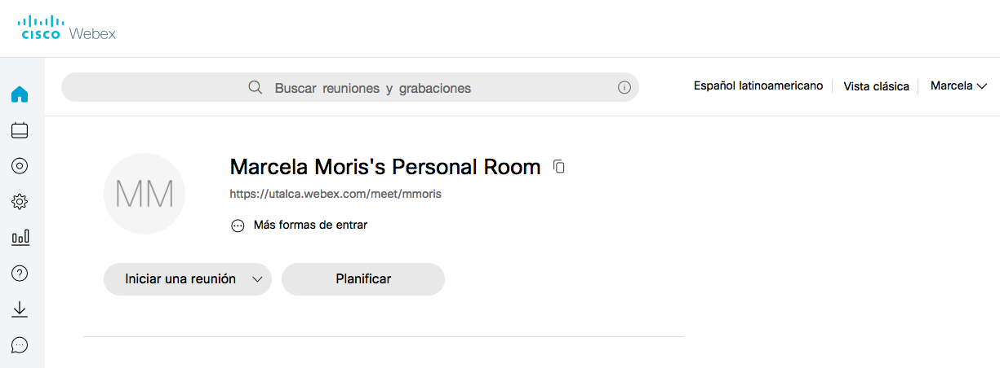 CISCO Webex
Buscar reuniones y grabaciones
Español latinoamericano
Vista clásica
Marcela
MM
Marcela Moris's Personal Room
https://utalca.webex.com/meet/mmoris
Más formas de entrar
Iniciar una reunión
Planificar